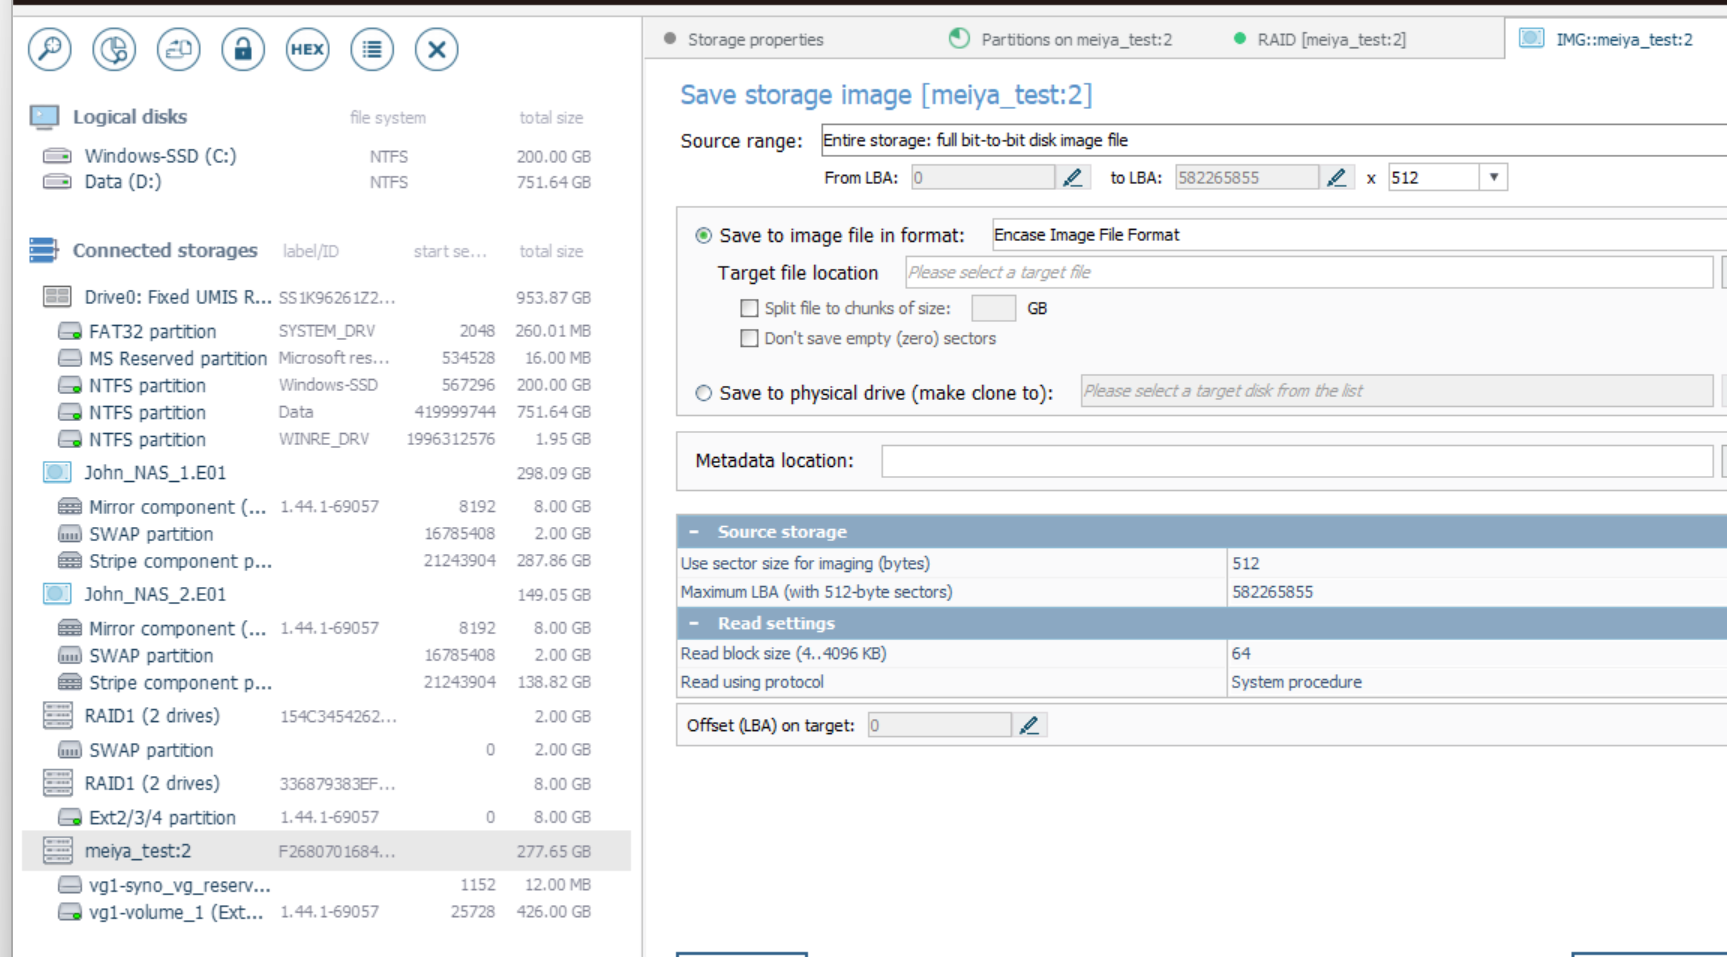 HEX
Storage properties
Partitions on meiya_test:2
RAID [meiya_test:2]
IMG::meiya_test:2
Logical disks file system total size
Windows-SSD (C:) NTFS 200.00 GB
Data (D:) NTFS 751.64 GB
Connected storages label/ID start se... total size
Drive0: Fixed UMIS R... SS1K96261Z2... 953.87 GB
FAT32 partition SYSTEM_DRV 2048 260.01 MB
MS Reserved partition Microsoft res... 534528 16.00 MB
NTFS partition Windows-SSD 567296 200.00 GB
NTFS partition Data 419999744 751.64 GB
NTFS partition WINRE_DRV 1996312576 1.95 GB
John_NAS_1.E01 298.09 GB
Mirror component (... 1.44.1-69057 8192 8.00 GB
SWAP partition 16785408 2.00 GB
Stripe component p... 21243904 287.86 GB
John_NAS_2.E01 149.05 GB
Mirror component (... 1.44.1-69057 8192 8.00 GB
SWAP partition 16785408 2.00 GB
Stripe component p... 21243904 138.82 GB
RAID1 (2 drives) 154C3454262... 2.00 GB
SWAP partition 0 2.00 GB
RAID1 (2 drives) 336879383EF... 8.00 GB
Ext2/3/4 partition 1.44.1-69057 0 8.00 GB
meiya_test:2 F2680701684... 277.65 GB
vg1-syno_vg_reserv... 1152 12.00 MB
vg1-volume_1 (Ext... 1.44.1-69057 25728 426.00 GB
Save storage image [meiya_test:2]
Source range: Entire storage: full bit-to-bit disk image file
From LBA: 0 to LBA: 582265855 x 512
Save to image file in format: Encase Image File Format
Target file location Please select a target file
Split file to chunks of size: GB
Don't save empty (zero) sectors
Save to physical drive (make clone to): Please select a target disk from the list
Metadata location:
− Source storage
Use sector size for imaging (bytes) 512
Maximum LBA (with 512-byte sectors) 582265855
− Read settings
Read block size (4..4096 KB) 64
Read using protocol System procedure
Offset (LBA) on target: 0